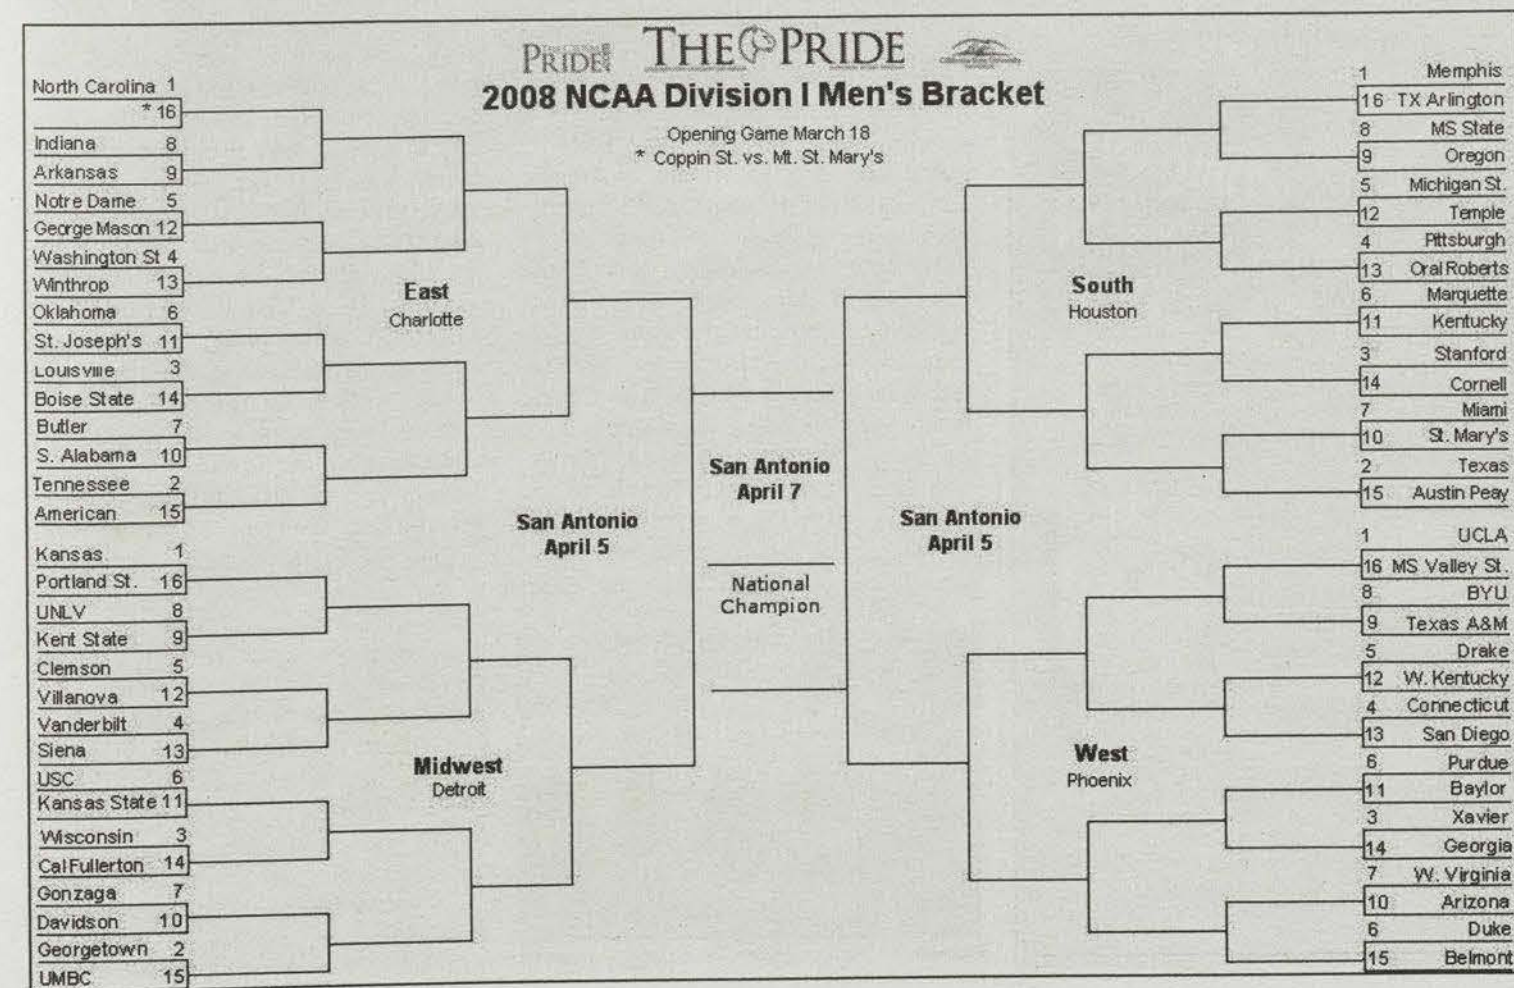 PRIDE THE PRIDE
2008 NCAA Division I Men's Bracket
Opening Game March 18
* Coppin St. vs. Mt. St. Mary's
North Carolina 1
* 16
Indiana 8
Arkansas 9
Notre Dame 5
George Mason 12
Washington St 4
Winthrop 13
Oklahoma 6
St. Joseph's 11
Louisville 3
Boise State 14
Butler 7
S. Alabama 10
Tennessee 2
American 15
East
Charlotte
Kansas 1
Portland St. 16
UNLV 8
Kent State 9
Clemson 5
Villanova 12
Vanderbilt 4
Siena 13
USC 6
Kansas State 11
Wisconsin 3
Cal Fullerton 14
Gonzaga 7
Davidson 10
Georgetown 2
UMBC 15
Midwest
Detroit
San Antonio
April 5
San Antonio
April 7
National
Champion
San Antonio
April 5
South
Houston
1 Memphis
16 TX Arlington
8 MS State
9 Oregon
5 Michigan St.
12 Temple
4 Pittsburgh
13 Oral Roberts
6 Marquette
11 Kentucky
3 Stanford
14 Cornell
7 Miami
10 St. Mary's
2 Texas
15 Austin Peay
West
Phoenix
1 UCLA
16 MS Valley St.
8 BYU
9 Texas A&M
5 Drake
12 W. Kentucky
4 Connecticut
13 San Diego
6 Purdue
11 Baylor
3 Xavier
14 Georgia
7 W. Virginia
10 Arizona
6 Duke
15 Belmont